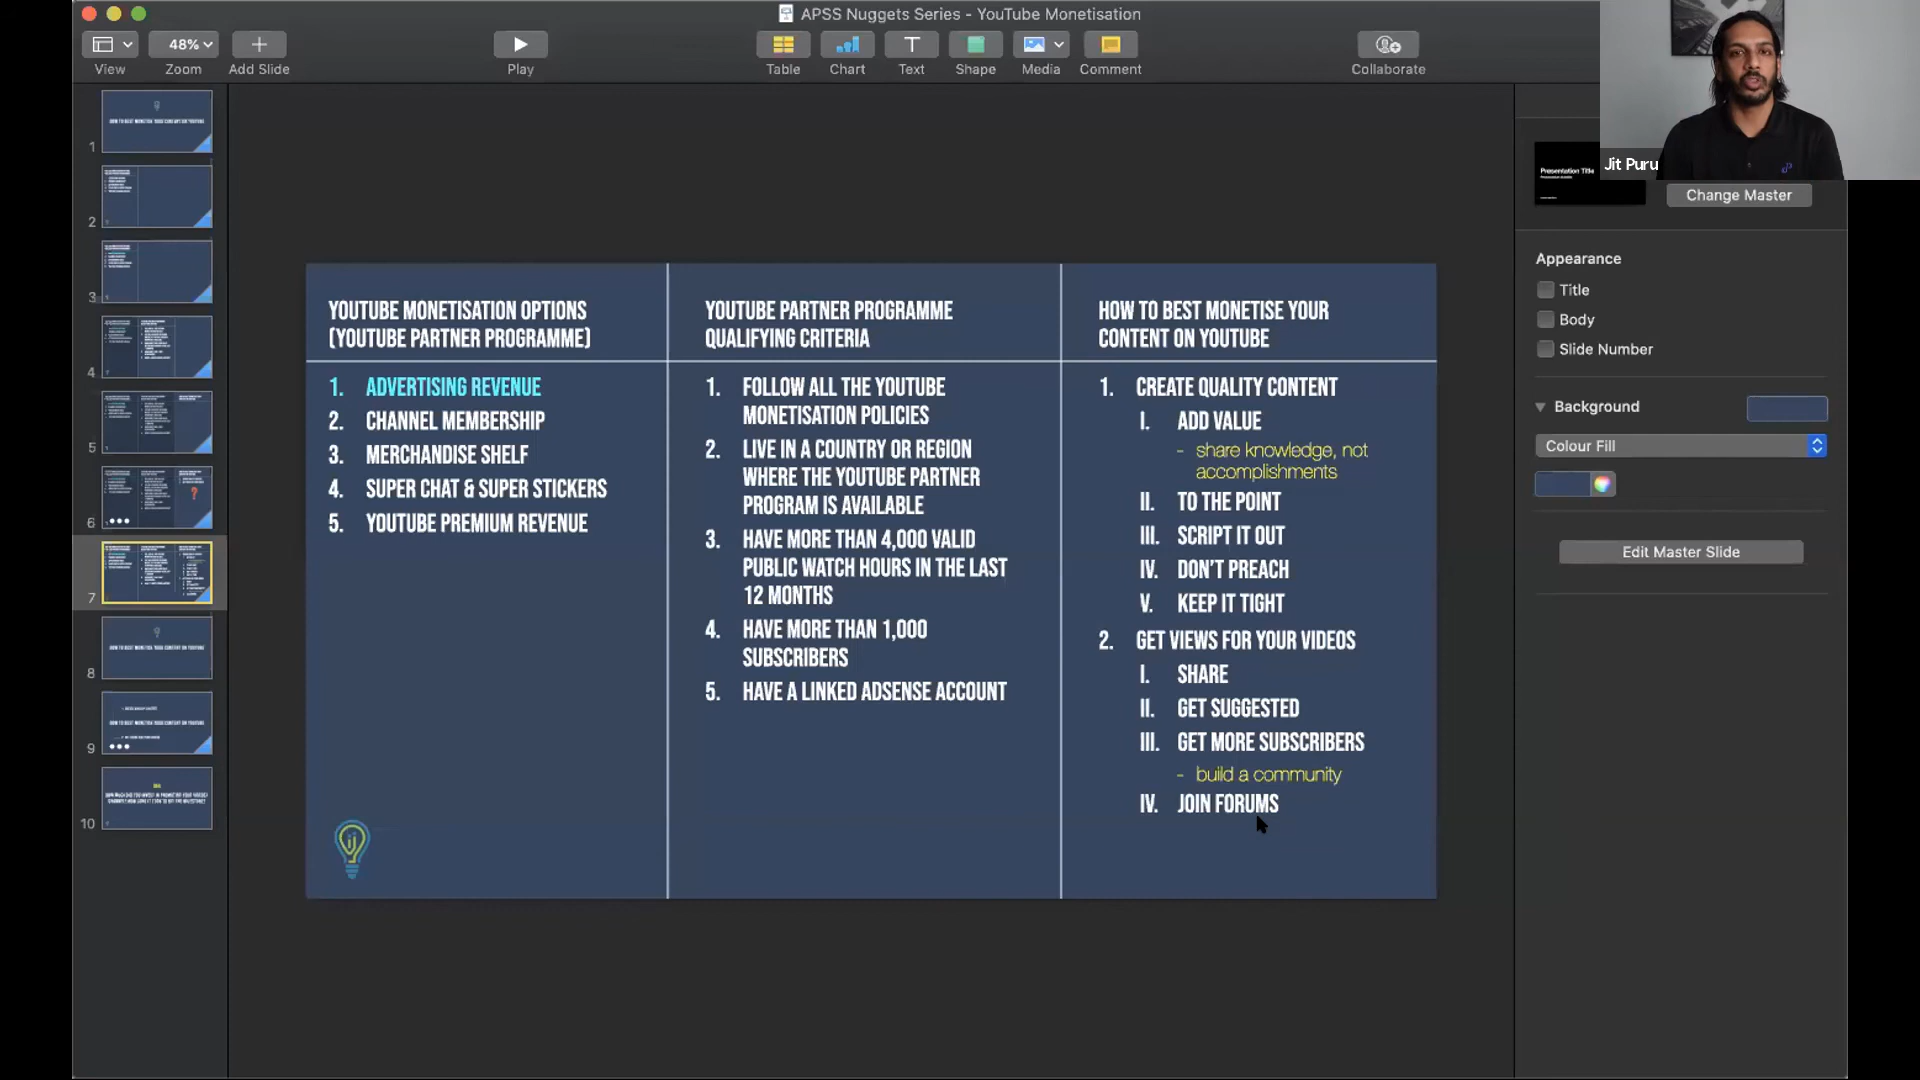 APSS Nuggets Series - YouTube Monetisation
48%
View
Zoom
Add Slide
Play
Table
Chart
Text
Shape
Media
Comment
Collaborate
Jit Puru
Presentation Title
Change Master
Appearance
Title
Body
Slide Number
Background
Colour Fill
Edit Master Slide
1
2
3
4
5
6
7
8
9
10
YOUTUBE MONETISATION OPTIONS
(YOUTUBE PARTNER PROGRAMME)
1. ADVERTISING REVENUE
2. CHANNEL MEMBERSHIP
3. MERCHANDISE SHELF
4. SUPER CHAT & SUPER STICKERS
5. YOUTUBE PREMIUM REVENUE
YOUTUBE PARTNER PROGRAMME
QUALIFYING CRITERIA
1. FOLLOW ALL THE YOUTUBE
MONETISATION POLICIES
2. LIVE IN A COUNTRY OR REGION
WHERE THE YOUTUBE PARTNER
PROGRAM IS AVAILABLE
3. HAVE MORE THAN 4,000 VALID
PUBLIC WATCH HOURS IN THE LAST
12 MONTHS
4. HAVE MORE THAN 1,000
SUBSCRIBERS
5. HAVE A LINKED ADSENSE ACCOUNT
HOW TO BEST MONETISE YOUR
CONTENT ON YOUTUBE
1. CREATE QUALITY CONTENT
I. ADD VALUE
- share knowledge, not
accomplishments
II. TO THE POINT
III. SCRIPT IT OUT
IV. DON'T PREACH
V. KEEP IT TIGHT
2. GET VIEWS FOR YOUR VIDEOS
I. SHARE
II. GET SUGGESTED
III. GET MORE SUBSCRIBERS
- build a community
IV. JOIN FORUMS